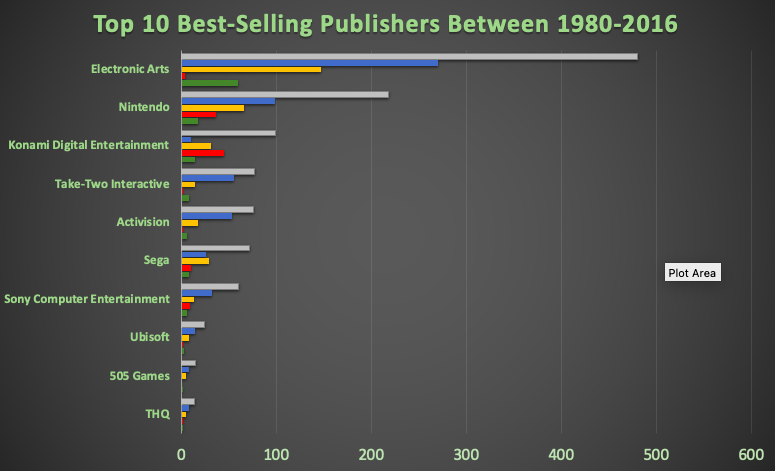 Top 10 Best-Selling Publishers Between 1980-2016
Electronic Arts
Nintendo
Konami Digital Entertainment
Take-Two Interactive
Activision
Sega
Plot Area
Sony Computer Entertainment
Ubisoft
505 Games
THQ
0 100 200 300 400 500 600